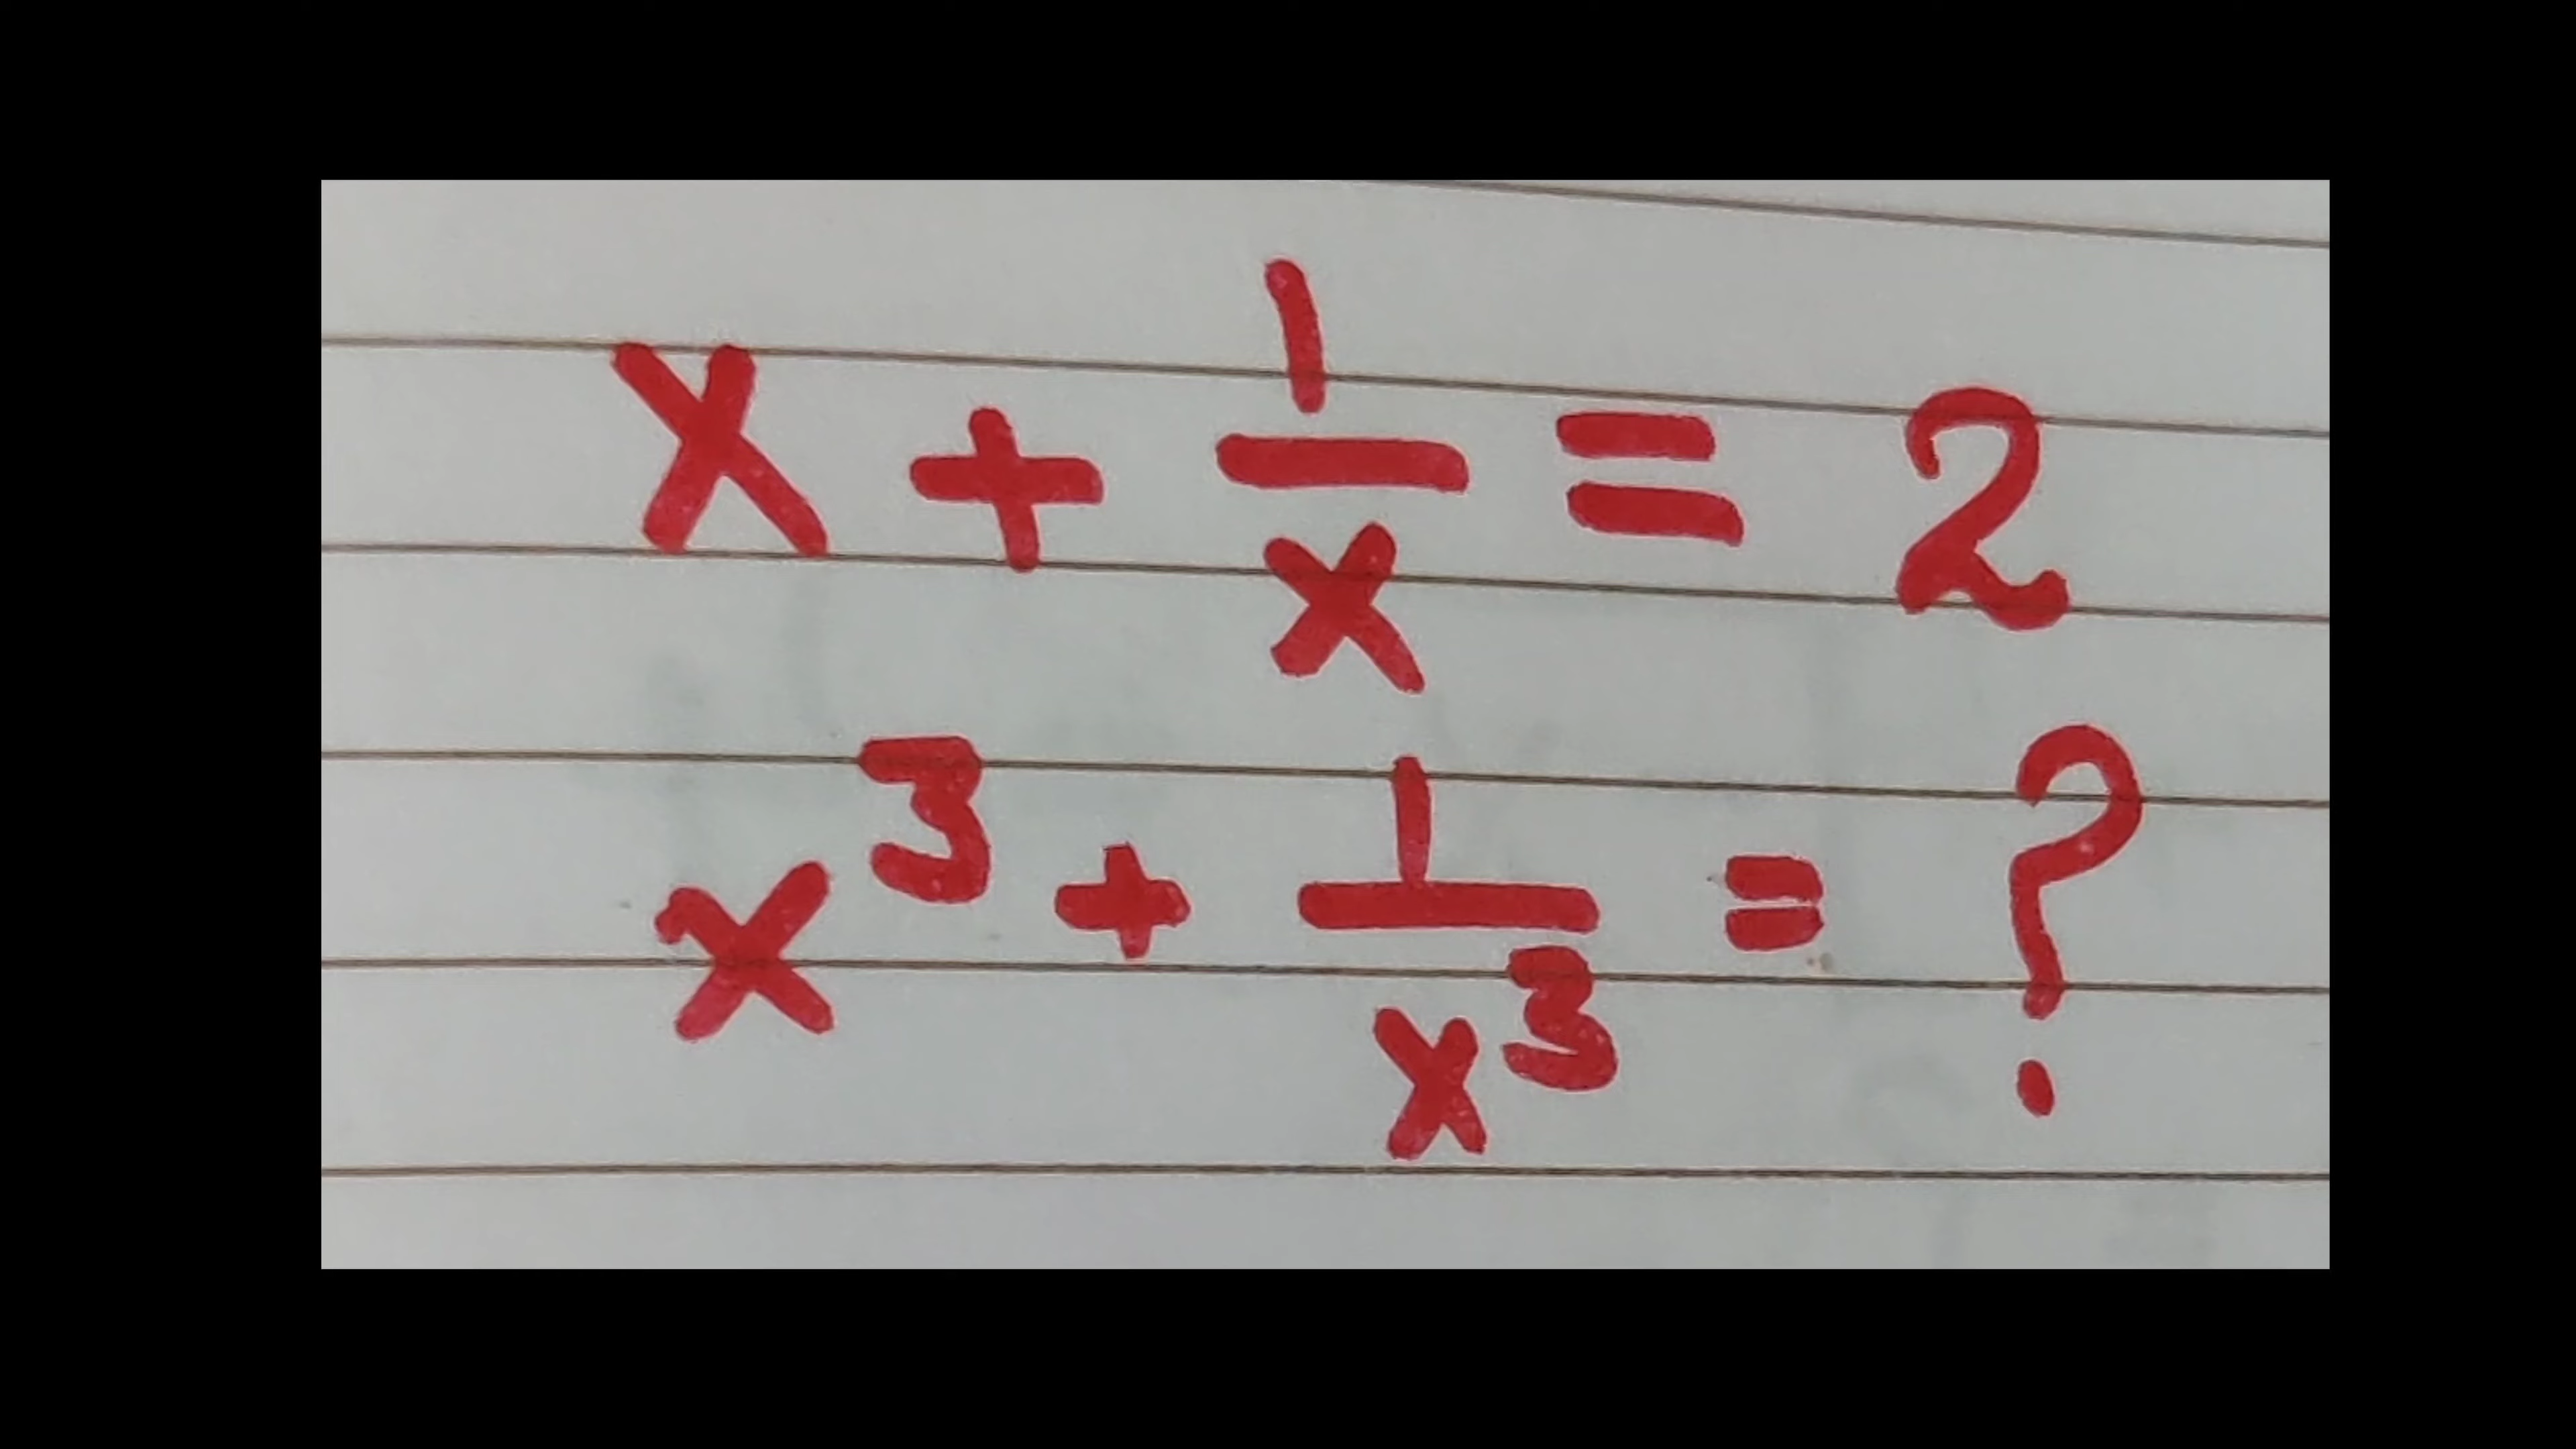 x + 1/x = 2
x³ + 1/x³ = ?